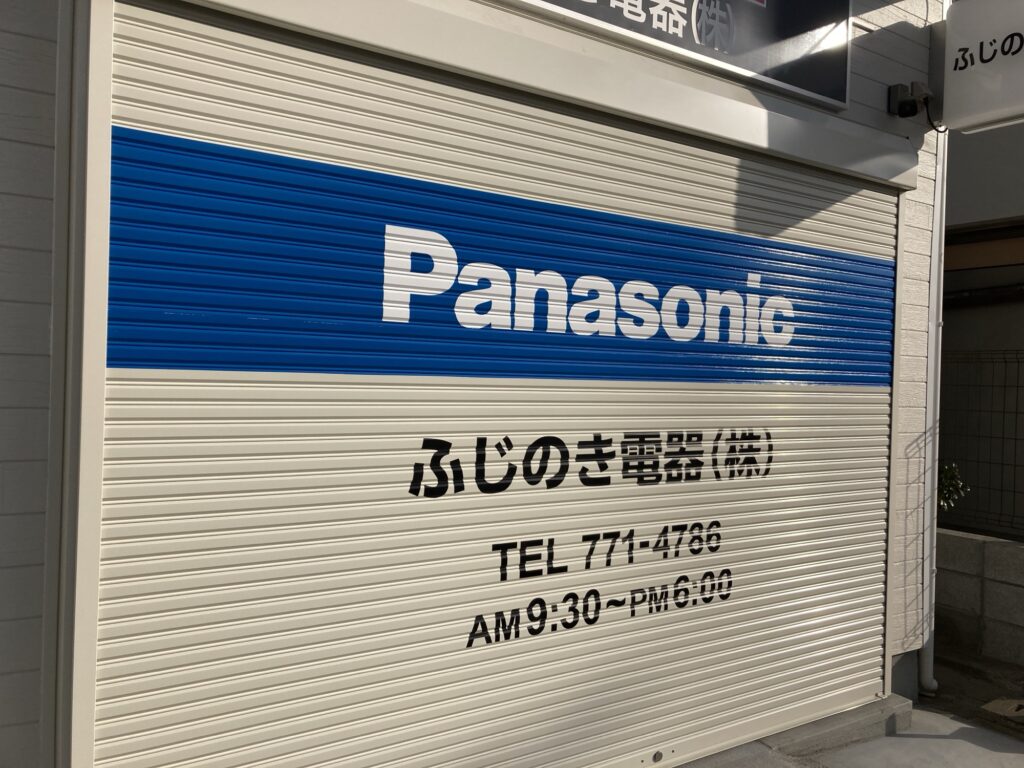 電器(株)
ふじの
Panasonic
ふじのき電器(株)
TEL 771-4786
AM9:30~PM6:00